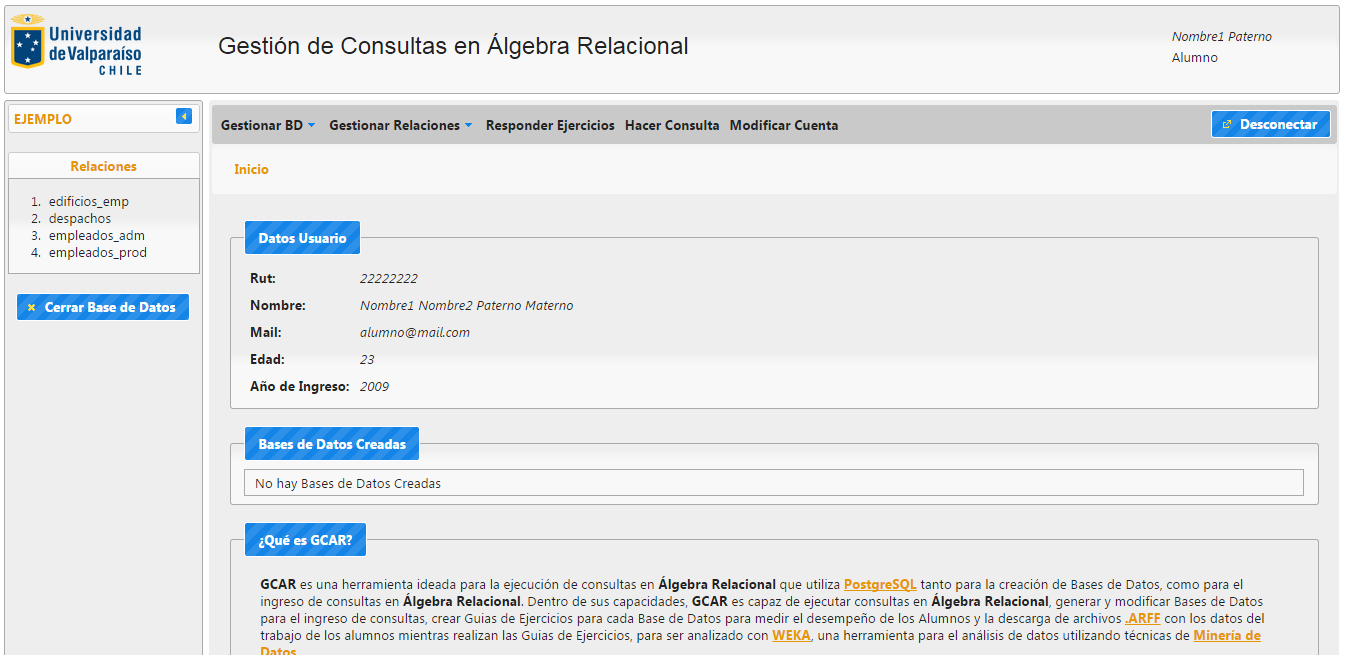 Universidad
de Valparaíso
CHILE
Gestión de Consultas en Álgebra Relacional
Nombre1 Paterno
Alumno
EJEMPLO
Relaciones
1. edificios_emp
2. despachos
3. empleados_adm
4. empleados_prod
Cerrar Base de Datos
Gestionar BD Gestionar Relaciones Responder Ejercicios Hacer Consulta Modificar Cuenta Desconectar
Inicio
Datos Usuario
Rut: 22222222
Nombre: Nombre1 Nombre2 Paterno Materno
Mail: alumno@mail.com
Edad: 23
Año de Ingreso: 2009
Bases de Datos Creadas
No hay Bases de Datos Creadas
¿Qué es GCAR?
GCAR es una herramienta ideada para la ejecución de consultas en Álgebra Relacional que utiliza PostgreSQL tanto para la creación de Bases de Datos, como para el
ingreso de consultas en Álgebra Relacional. Dentro de sus capacidades, GCAR es capaz de ejecutar consultas en Álgebra Relacional, generar y modificar Bases de Datos
para el ingreso de consultas, crear Guias de Ejercicios para cada Base de Datos para medir el desempeño de los Alumnos y la descarga de archivos .ARFF con los datos del
trabajo de los alumnos mientras realizan las Guias de Ejercicios, para ser analizado con WEKA, una herramienta para el análisis de datos utilizando técnicas de Minería de
Datos.